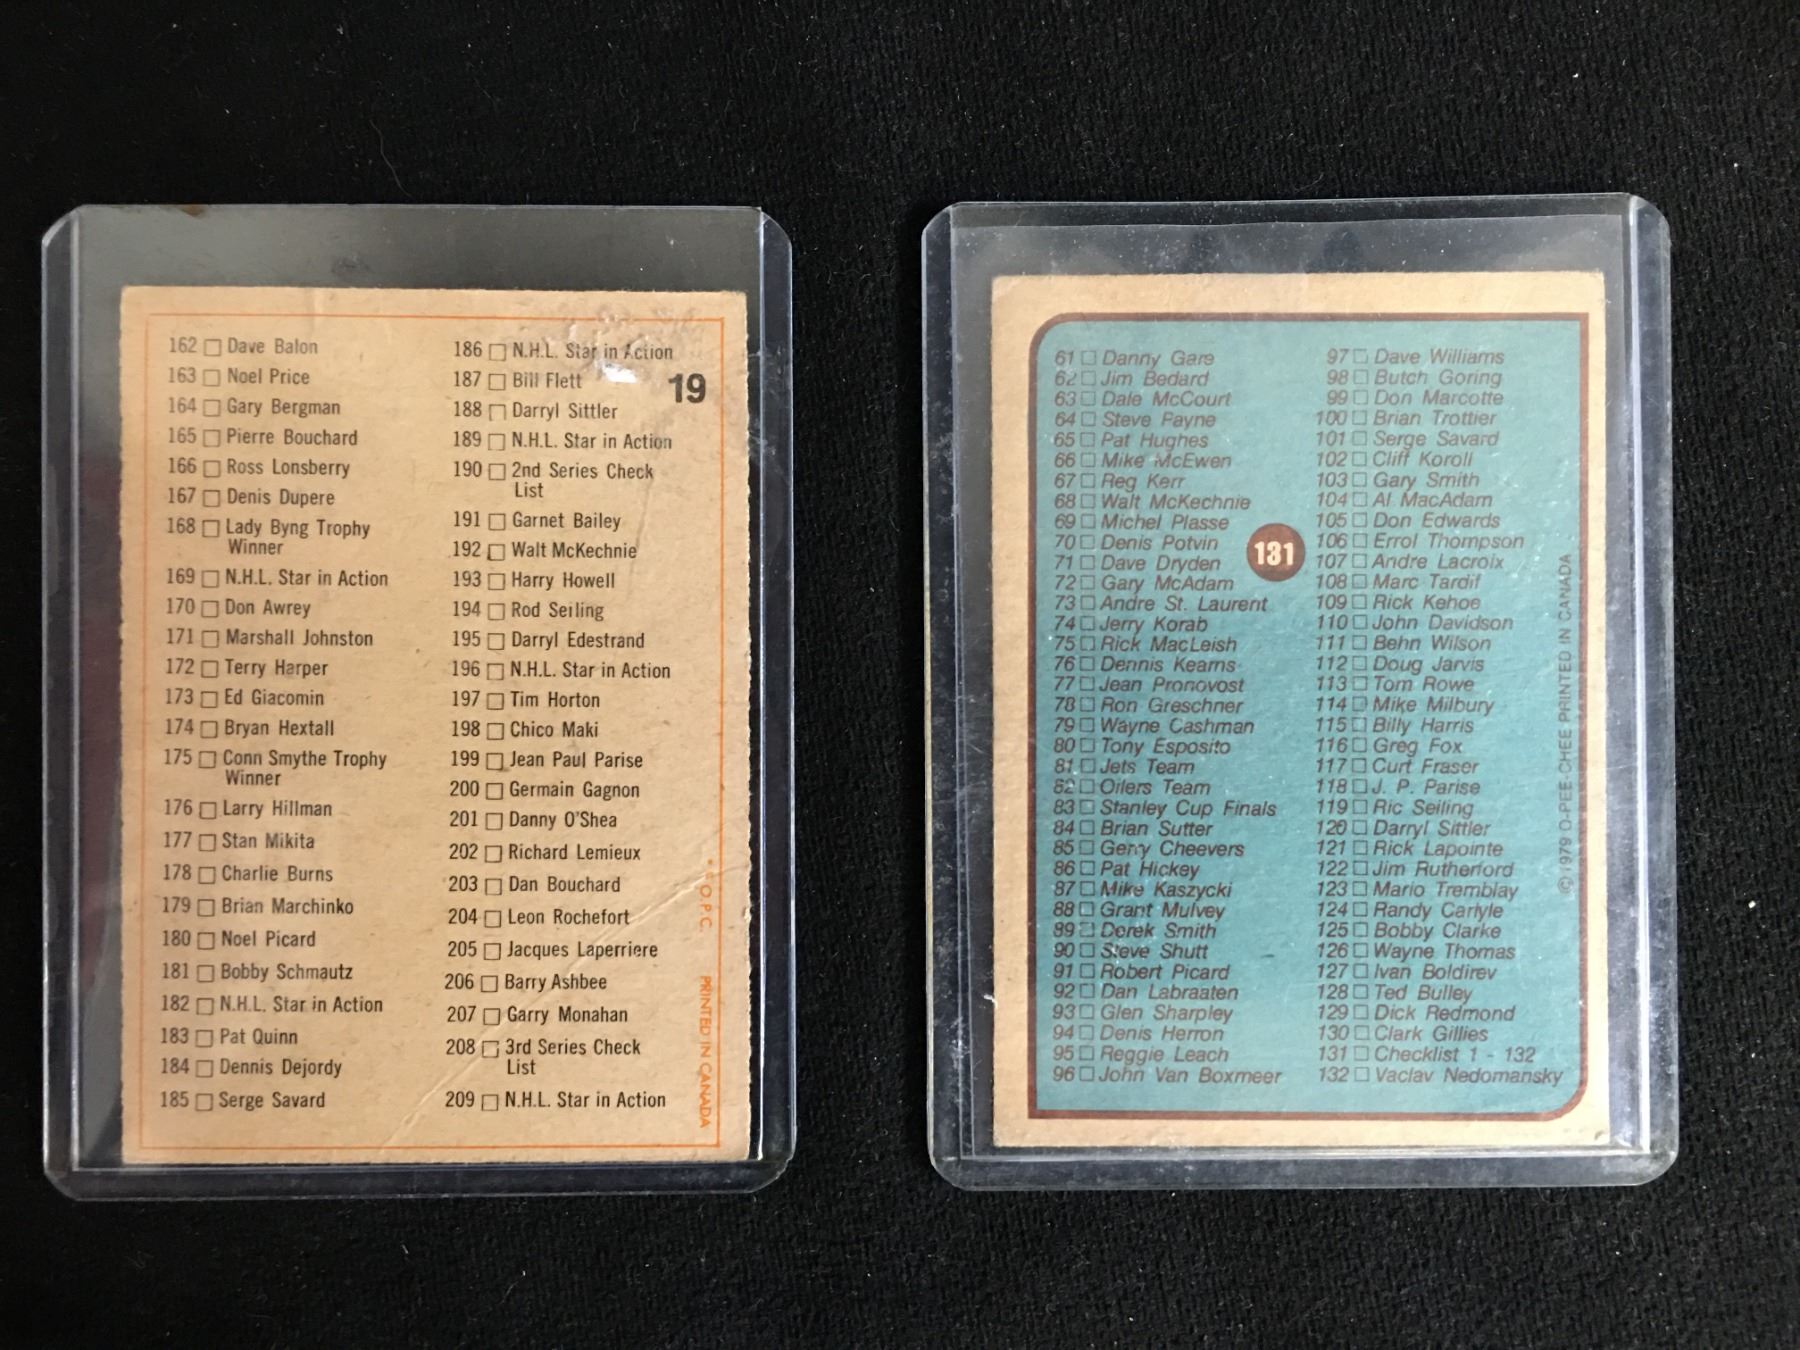 162 Dave Balon
163 Noel Price
164 Gary Bergman
165 Pierre Bouchard
166 Ross Lonsberry
167 Denis Dupere
168 Lady Byng Trophy
Winner
169 N.H.L. Star in Action
170 Don Awrey
171 Marshall Johnston
172 Terry Harper
173 Ed Giacomin
174 Bryan Hextall
175 Conn Smythe Trophy
Winner
176 Larry Hillman
177 Stan Mikita
178 Charlie Burns
179 Brian Marchinko
180 Noel Picard
181 Bobby Schmautz
182 N.H.L. Star in Action
183 Pat Quinn
184 Dennis Dejordy
185 Serge Savard
186 N.H.L. Star in Action
187 Bill Flett
19
188 Darryl Sittler
189 N.H.L. Star in Action
190 2nd Series Check
List
191 Garnet Bailey
192 Walt McKechnie
193 Harry Howell
194 Rod Seiling
195 Darryl Edestrand
196 N.H.L. Star in Action
197 Tim Horton
198 Chico Maki
199 Jean Paul Parise
200 Germain Gagnon
201 Danny O'Shea
202 Richard Lemieux
203 Dan Bouchard
204 Leon Rochefort
205 Jacques Laperriere
206 Barry Ashbee
207 Garry Monahan
208 3rd Series Check
List
209 N.H.L. Star in Action
O.P.C. PRINTED IN CANADA
61 Danny Gare
62 Jim Bedard
63 Dale McCourt
64 Steve Payne
65 Pat Hughes
66 Mike McEwen
67 Reg Kerr
68 Walt McKechnie
69 Michel Plasse
70 Denis Potvin
71 Dave Dryden
72 Gary McAdam
73 Andre St. Laurent
74 Jerry Korab
75 Rick MacLeish
76 Dennis Kearns
77 Jean Pronovost
78 Ron Greschner
79 Wayne Cashman
80 Tony Esposito
81 Jets Team
82 Oilers Team
83 Stanley Cup Finals
84 Brian Sutter
85 Gerry Cheevers
86 Pat Hickey
87 Mike Kaszycki
88 Grant Mulvey
89 Derek Smith
90 Steve Shutt
91 Robert Picard
92 Dan Labraaten
93 Glen Sharpley
94 Denis Herron
95 Reggie Leach
96 John Van Boxmeer
131
97 Dave Williams
98 Butch Goring
99 Don Marcotte
100 Brian Trottier
101 Serge Savard
102 Cliff Koroll
103 Gary Smith
104 Al MacAdam
105 Don Edwards
106 Errol Thompson
107 Andre Lacroix
108 Marc Tardif
109 Rick Kehoe
110 John Davidson
111 Behn Wilson
112 Doug Jarvis
113 Tom Rowe
114 Mike Milbury
115 Billy Harris
116 Greg Fox
117 Curt Fraser
118 J. P. Parise
119 Ric Seiling
120 Darryl Sittler
121 Rick Lapointe
122 Jim Rutherford
123 Mario Tremblay
124 Randy Carlyle
125 Bobby Clarke
126 Wayne Thomas
127 Ivan Boldirev
128 Ted Bulley
129 Dick Redmond
130 Clark Gillies
131 Checklist 1 - 132
132 Vaclav Nedomansky
©1979 O-PEE-CHEE PRINTED IN CANADA